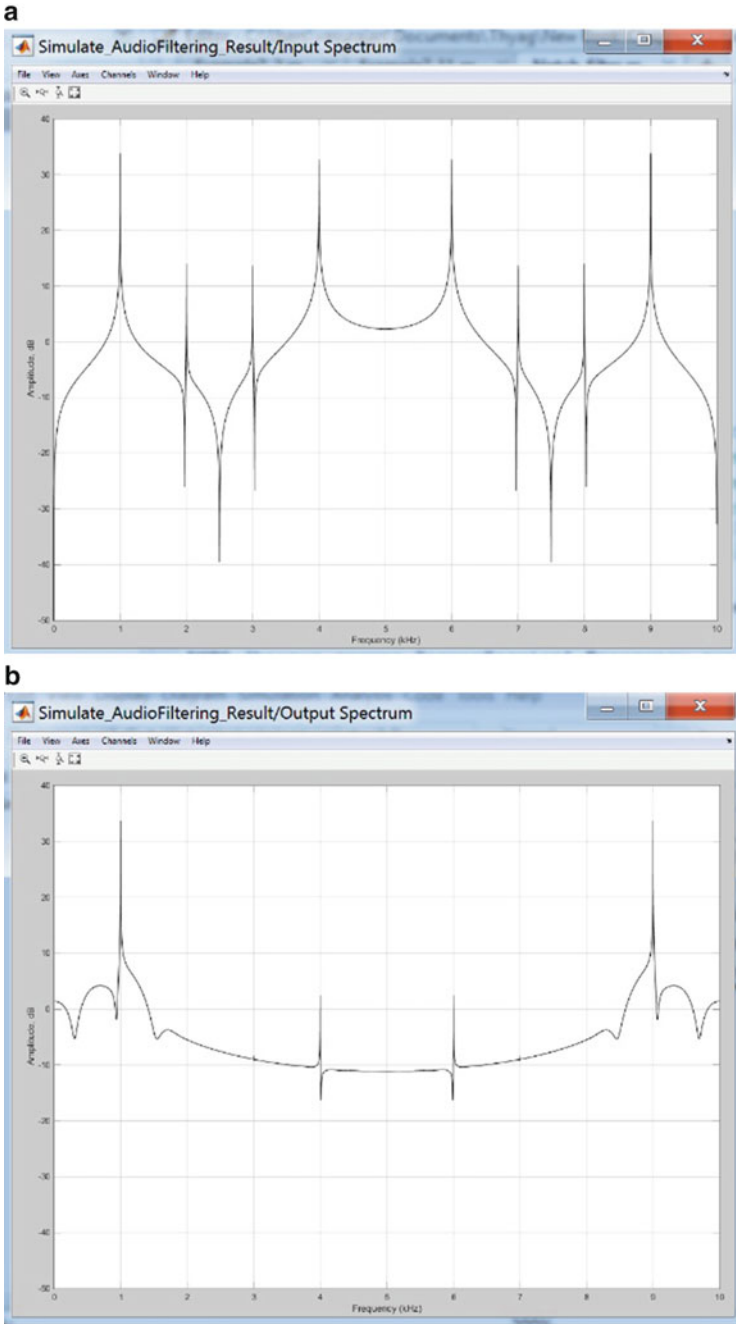 a
Simulate_AudioFiltering_Result/Input Spectrum
File View Axes Channels Window Help
40
30
20
10
0
-10
-20
-30
-40
-50
Amplitude, dB
0 1 2 3 4 5 6 7 8 9 10
Frequency (kHz)
b
Simulate_AudioFiltering_Result/Output Spectrum
File View Axes Channels Window Help
40
30
20
10
0
-10
-20
-30
-40
-50
Amplitude, dB
0 1 2 3 4 5 6 7 8 9 10
Frequency (kHz)